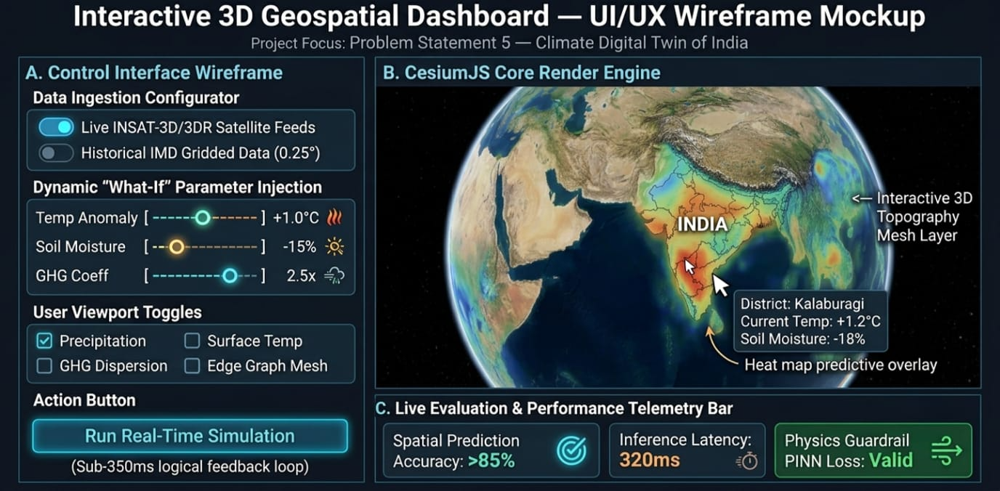 Interactive 3D Geospatial Dashboard — UI/UX Wireframe Mockup
Project Focus: Problem Statement 5 — Climate Digital Twin of India
A. Control Interface Wireframe
Data Ingestion Configurator
Live INSAT-3D/3DR Satellite Feeds
Historical IMD Gridded Data (0.25°)
Dynamic “What-If” Parameter Injection
Temp Anomaly [------------------] +1.0°C
Soil Moisture [------------------] -15%
GHG Coeff [------------------] 2.5x
User Viewport Toggles
Precipitation
Surface Temp
GHG Dispersion
Edge Graph Mesh
Action Button
Run Real-Time Simulation
(Sub-350ms logical feedback loop)
B. CesiumJS Core Render Engine
INDIA
<— Interactive 3D
Topography
Mesh Layer
District: Kalaburagi
Current Temp: +1.2°C
Soil Moisture: -18%
Heat map predictive overlay
C. Live Evaluation & Performance Telemetry Bar
Spatial Prediction
Accuracy: >85%
Inference Latency:
320ms
Physics Guardrail
PINN Loss: Valid